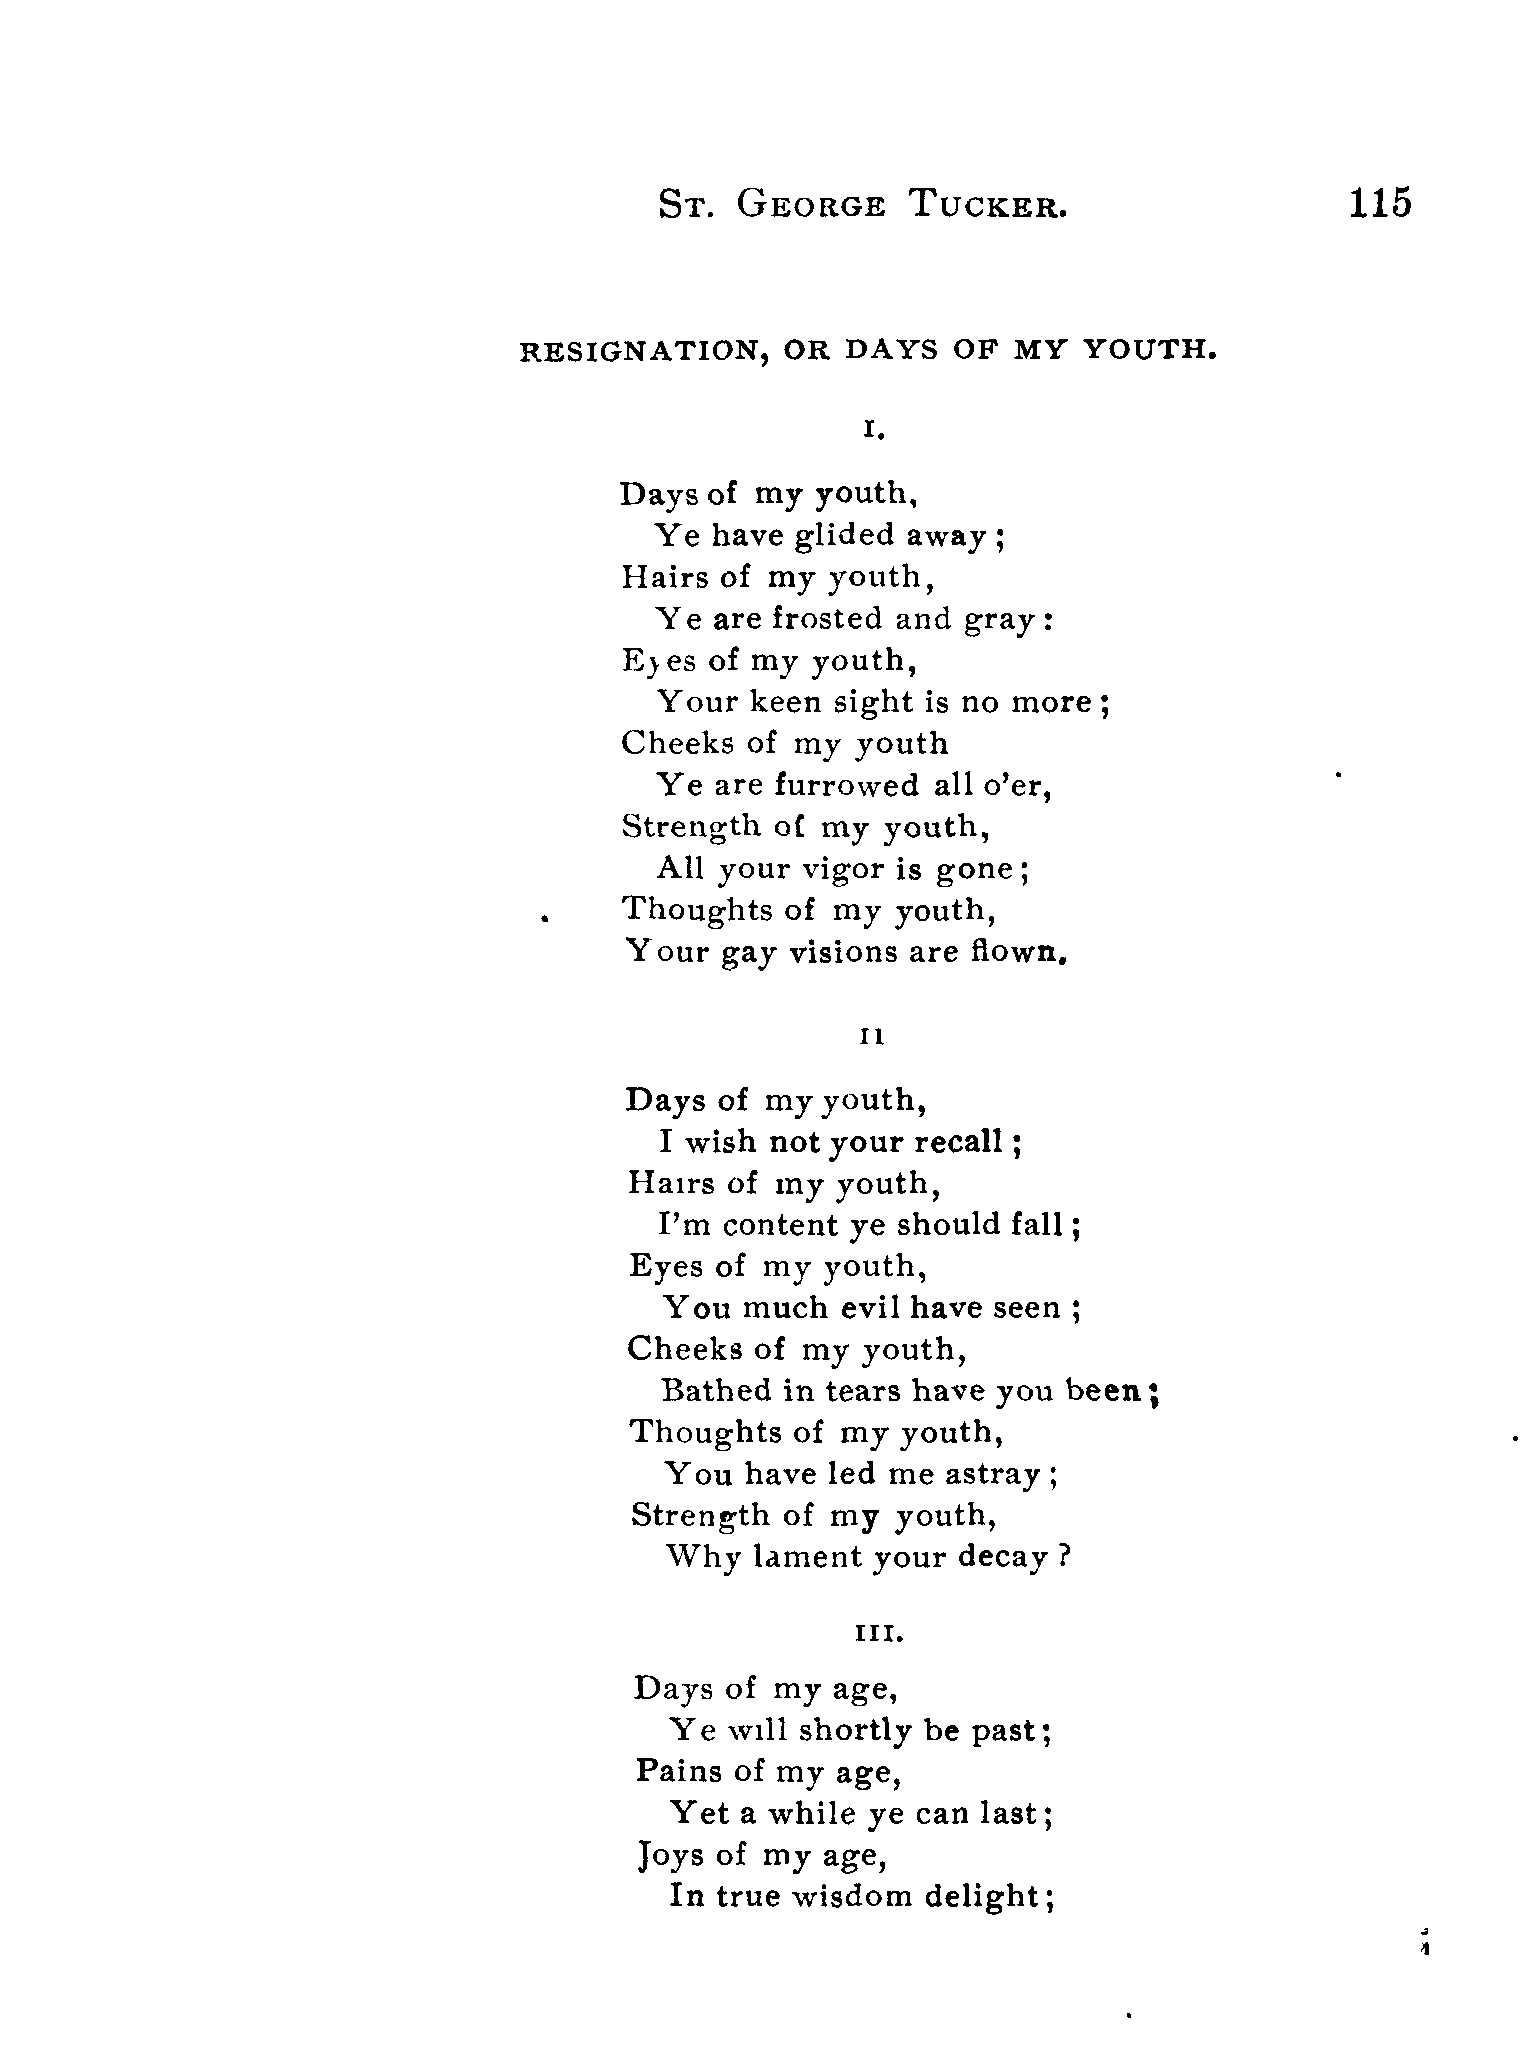 St. George Tucker. 115
RESIGNATION, OR DAYS OF MY YOUTH.
I.
Days of my youth,
Ye have glided away;
Hairs of my youth,
Ye are frosted and gray:
Eyes of my youth,
Your keen sight is no more;
Cheeks of my youth
Ye are furrowed all o'er,
Strength of my youth,
All your vigor is gone;
Thoughts of my youth,
Your gay visions are flown.
II
Days of my youth,
I wish not your recall;
Hairs of my youth,
I'm content ye should fall;
Eyes of my youth,
You much evil have seen;
Cheeks of my youth,
Bathed in tears have you been;
Thoughts of my youth,
You have led me astray;
Strength of my youth,
Why lament your decay?
III.
Days of my age,
Ye will shortly be past;
Pains of my age,
Yet a while ye can last;
Joys of my age,
In true wisdom delight;